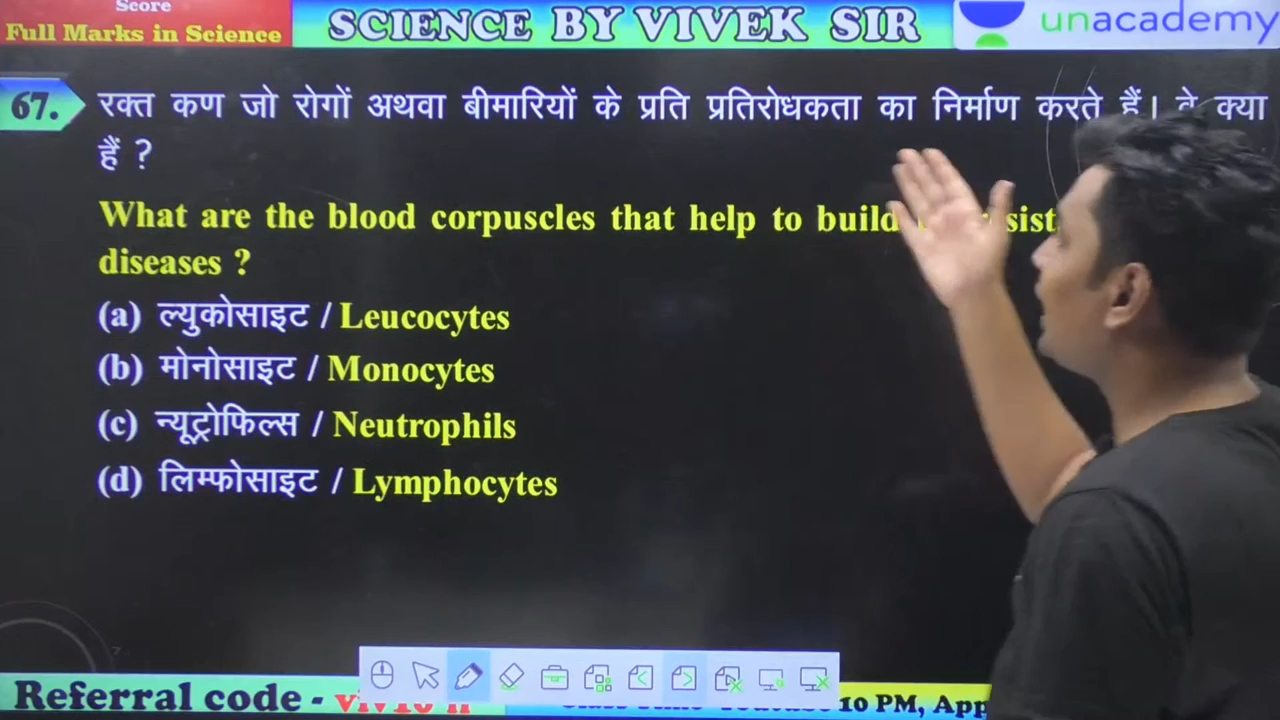 Score
Full Marks in Science
SCIENCE BY VIVEK SIR
unacademy
67.
रक्त कण जो रोगों अथवा बीमारियों के प्रति प्रतिरोधकता का निर्माण करते हैं। वे क्या
हैं ?
What are the blood corpuscles that help to build
diseases ?
(a) ल्युकोसाइट / Leucocytes
(b) मोनोसाइट / Monocytes
(c) न्यूट्रोफिल्स / Neutrophils
(d) लिम्फोसाइट / Lymphocytes
Referral code -
10 PM, App